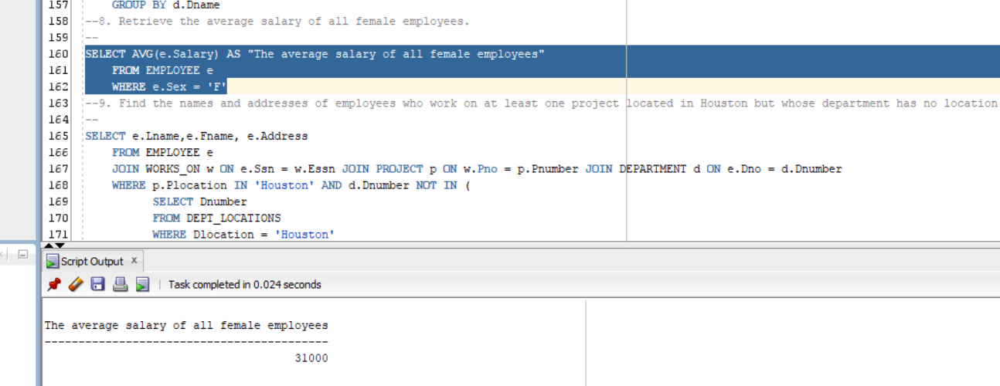 157 GROUP BY d.Dname
158 --8. Retrieve the average salary of all female employees.
159 --
160 SELECT AVG(e.Salary) AS "The average salary of all female employees"
161 FROM EMPLOYEE e
162 WHERE e.Sex = 'F'
163 --9. Find the names and addresses of employees who work on at least one project located in Houston but whose department has no location
164 --
165 SELECT e.Lname,e.Fname, e.Address
166 FROM EMPLOYEE e
167 JOIN WORKS_ON w ON e.Ssn = w.Essn JOIN PROJECT p ON w.Pno = p.Pnumber JOIN DEPARTMENT d ON e.Dno = d.Dnumber
168 WHERE p.Plocation IN 'Houston' AND d.Dnumber NOT IN (
169 SELECT Dnumber
170 FROM DEPT_LOCATIONS
171 WHERE Dlocation = 'Houston'
Script Output x
Task completed in 0.024 seconds
The average salary of all female employees
------------------------------------------
31000